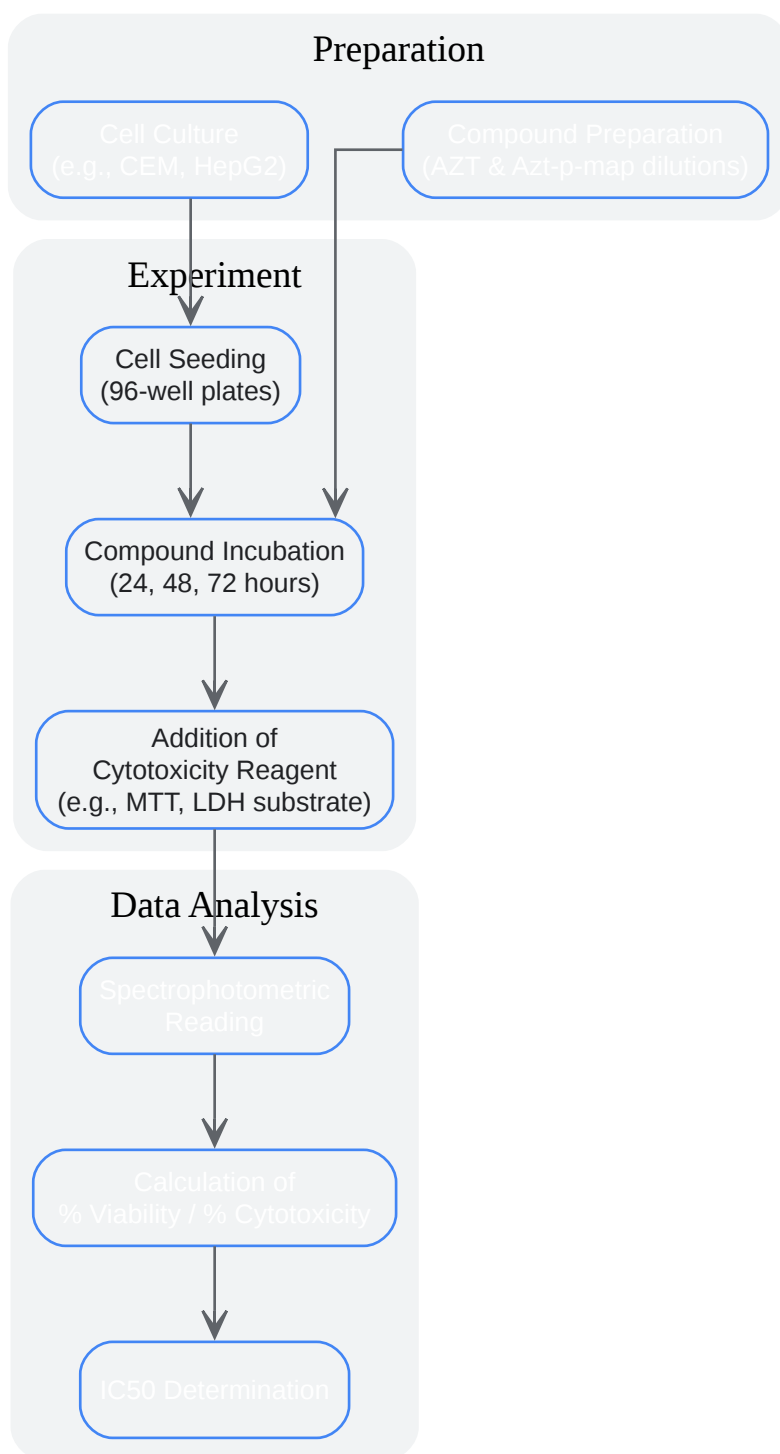 Preparation
Cell Culture
(e.g., CEM, HepG2)
Compound Preparation
(AZT & Azt-p-map dilutions)
Experiment
Cell Seeding
(96-well plates)
Compound Incubation
(24, 48, 72 hours)
Addition of
Cytotoxicity Reagent
(e.g., MTT, LDH substrate)
Data Analysis
Spectrophotometric
Reading
Calculation of
% Viability / % Cytotoxicity
IC50 Determination